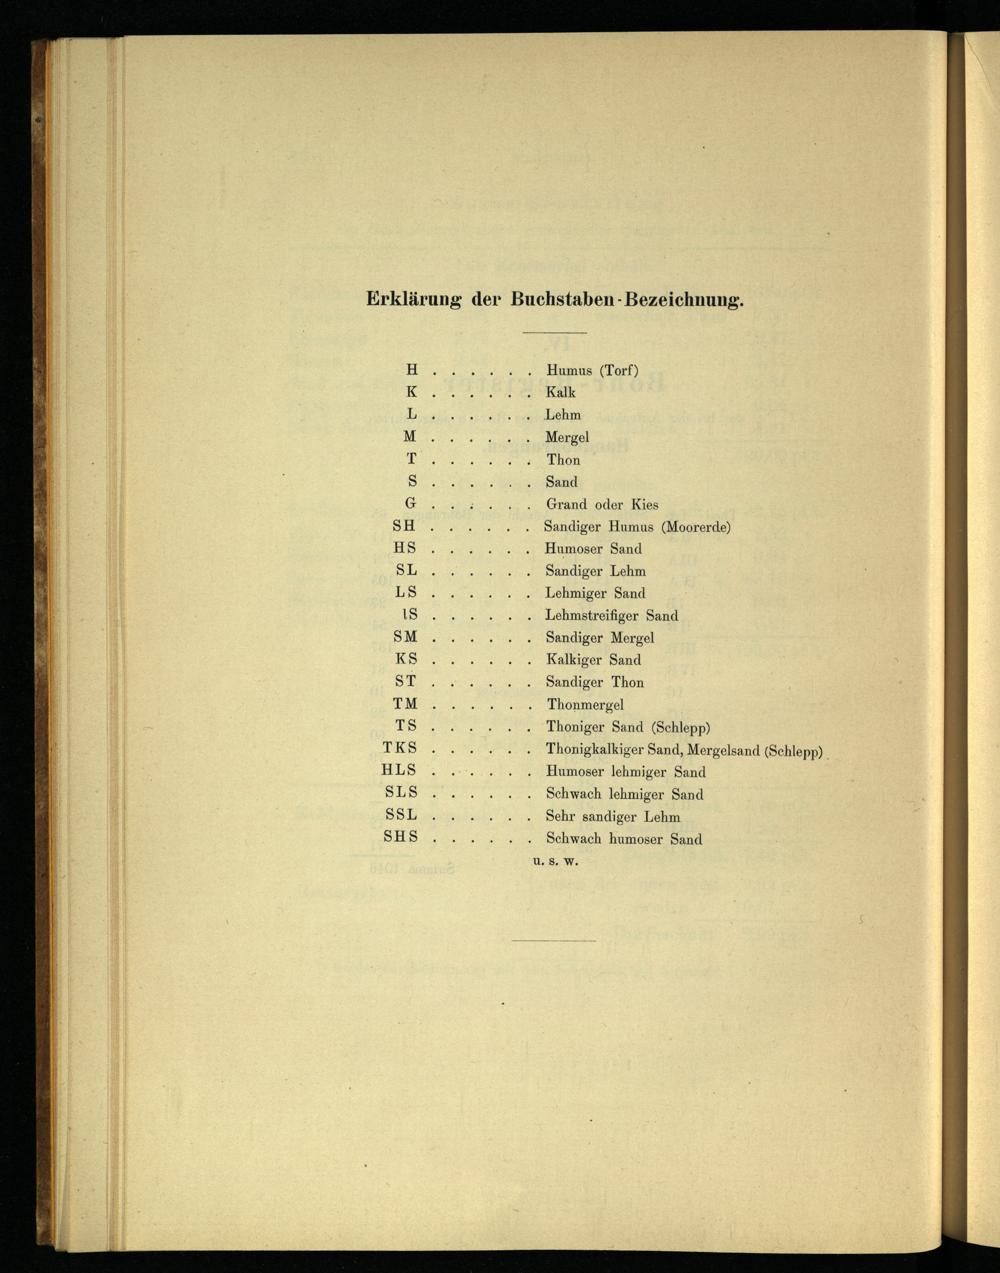 Erklärung der Buchstaben-Bezeichnung.
H . . . . . . Humus (Torf)
K . . . . . . Kalk
L . . . . . . Lehm
M . . . . . . Mergel
T . . . . . . Thon
S . . . . . . Sand
G . . . . . . Grand oder Kies
SH . . . . . . Sandiger Humus (Moorerde)
HS . . . . . . Humoser Sand
SL . . . . . . Sandiger Lehm
LS . . . . . . Lehmiger Sand
lS . . . . . . Lehmstreifiger Sand
SM . . . . . . Sandiger Mergel
KS . . . . . . Kalkiger Sand
ST . . . . . . Sandiger Thon
TM . . . . . . Thonmergel
TS . . . . . . Thoniger Sand (Schlepp)
TKS . . . . . . Thonigkalkiger Sand, Mergelsand (Schlepp)
HLS . . . . . . Humoser lehmiger Sand
SLS . . . . . . Schwach lehmiger Sand
SSL . . . . . . Sehr sandiger Lehm
SHS . . . . . . Schwach humoser Sand
u. s. w.